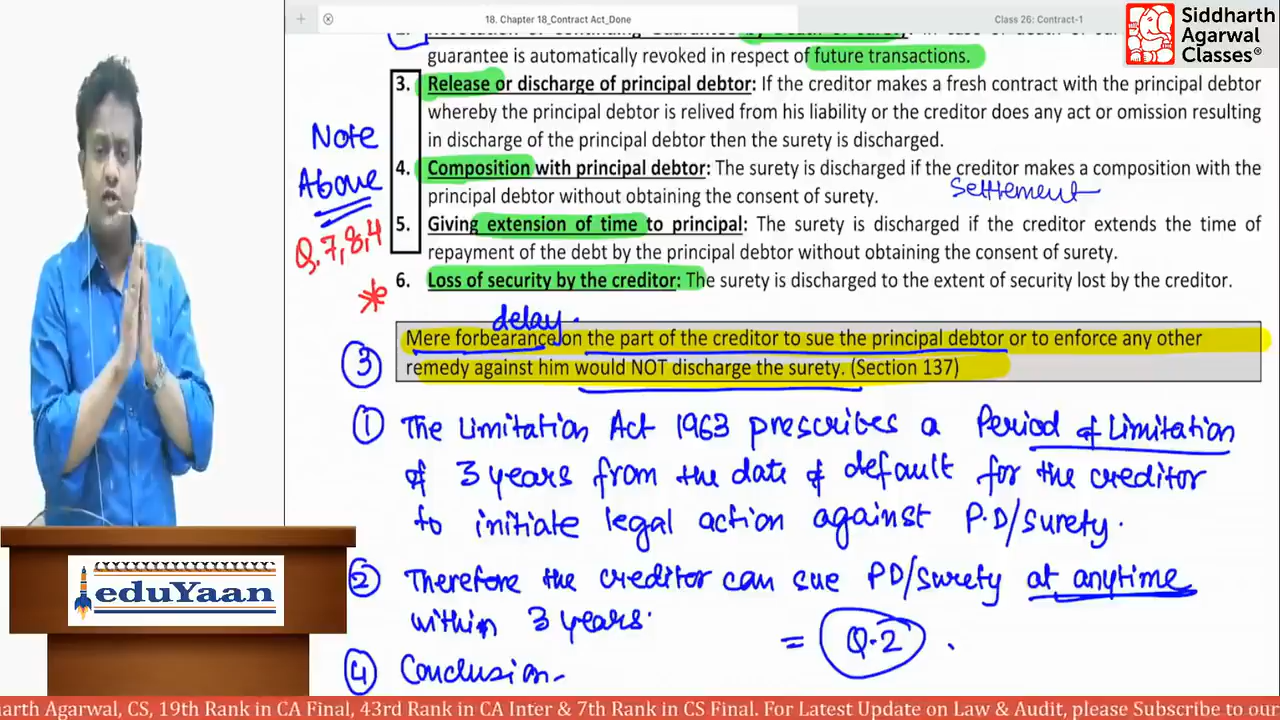 18. Chapter 18_Contract Act_Done
Class 26: Contract-1
Siddharth
Agarwal
Classes®
guarantee is automatically revoked in respect of future transactions.
3. Release or discharge of principal debtor: If the creditor makes a fresh contract with the principal debtor
whereby the principal debtor is relived from his liability or the creditor does any act or omission resulting
in discharge of the principal debtor then the surety is discharged.
4. Composition with principal debtor: The surety is discharged if the creditor makes a composition with the
principal debtor without obtaining the consent of surety.
Settlement
5. Giving extension of time to principal: The surety is discharged if the creditor extends the time of
repayment of the debt by the principal debtor without obtaining the consent of surety.
6. Loss of security by the creditor: The surety is discharged to the extent of security lost by the creditor.
Note
Above
Q.7,8,4
delay.
Mere forbearance on the part of the creditor to sue the principal debtor or to enforce any other
remedy against him would NOT discharge the surety. (Section 137)
③
① The Limitation Act 1963 prescribes a Period of Limitation
of 3 years from the date of default for the creditor
to initiate legal action against P.D/Surety.
② Therefore the creditor can sue PD/Surety at anytime
within 3 years.
= Q.2
④ Conclusion
eduYaan
arth Agarwal, CS, 19th Rank in CA Final, 43rd Rank in CA Inter & 7th Rank in CS Final. For Latest Update on Law & Audit, please Subscribe to our